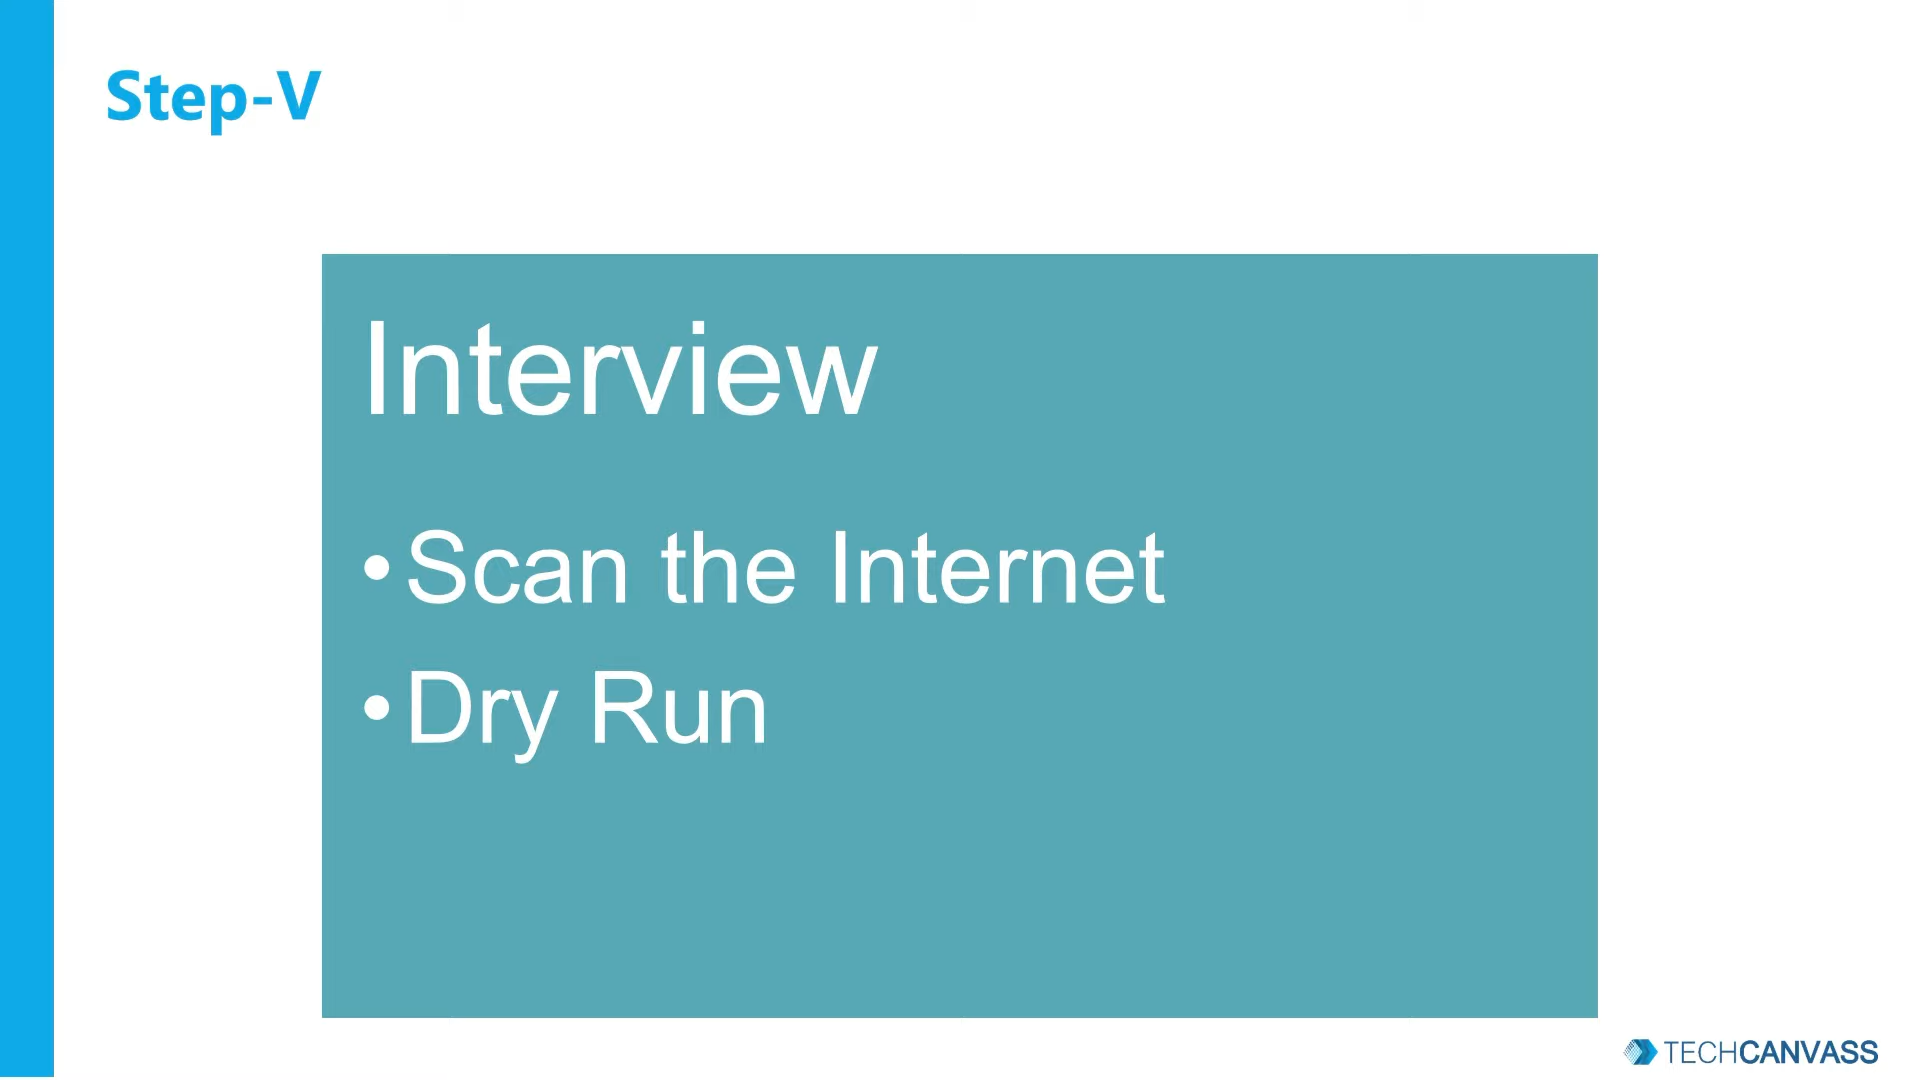 Step-V
Interview
• Scan the Internet
• Dry Run
TECHCANVASS